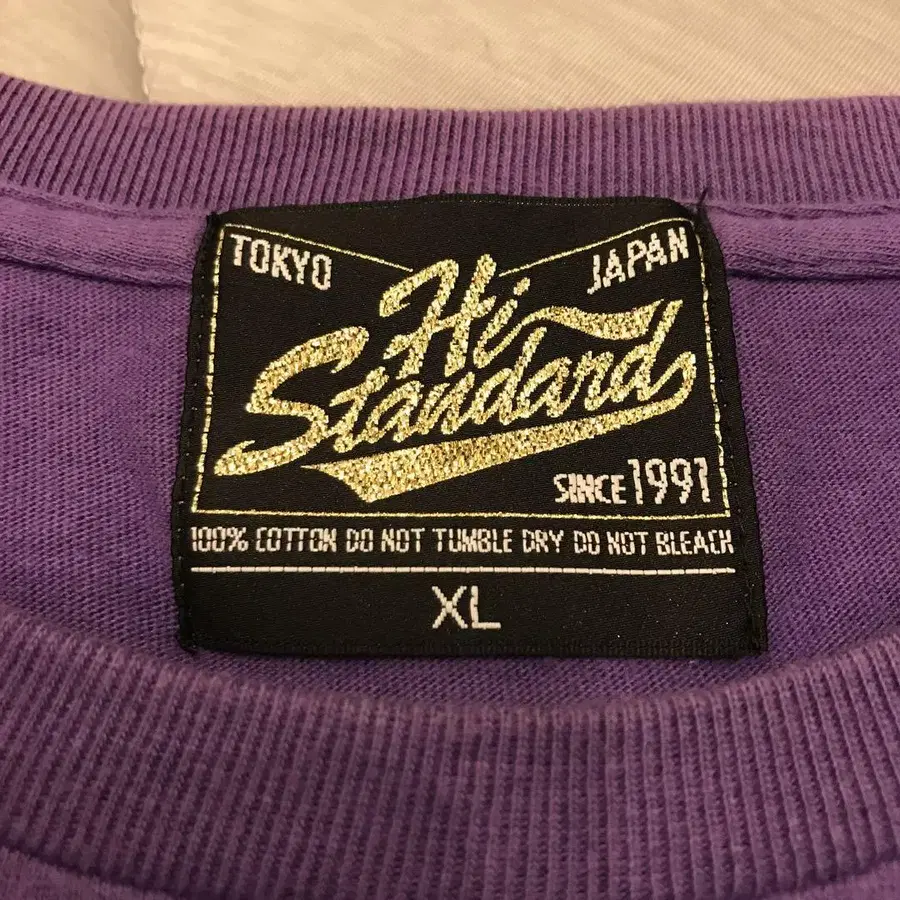 TOKYO JAPAN
Hi
Standard
SINCE 1991
100% COTTON DO NOT TUMBLE DRY DO NOT BLEACH
XL